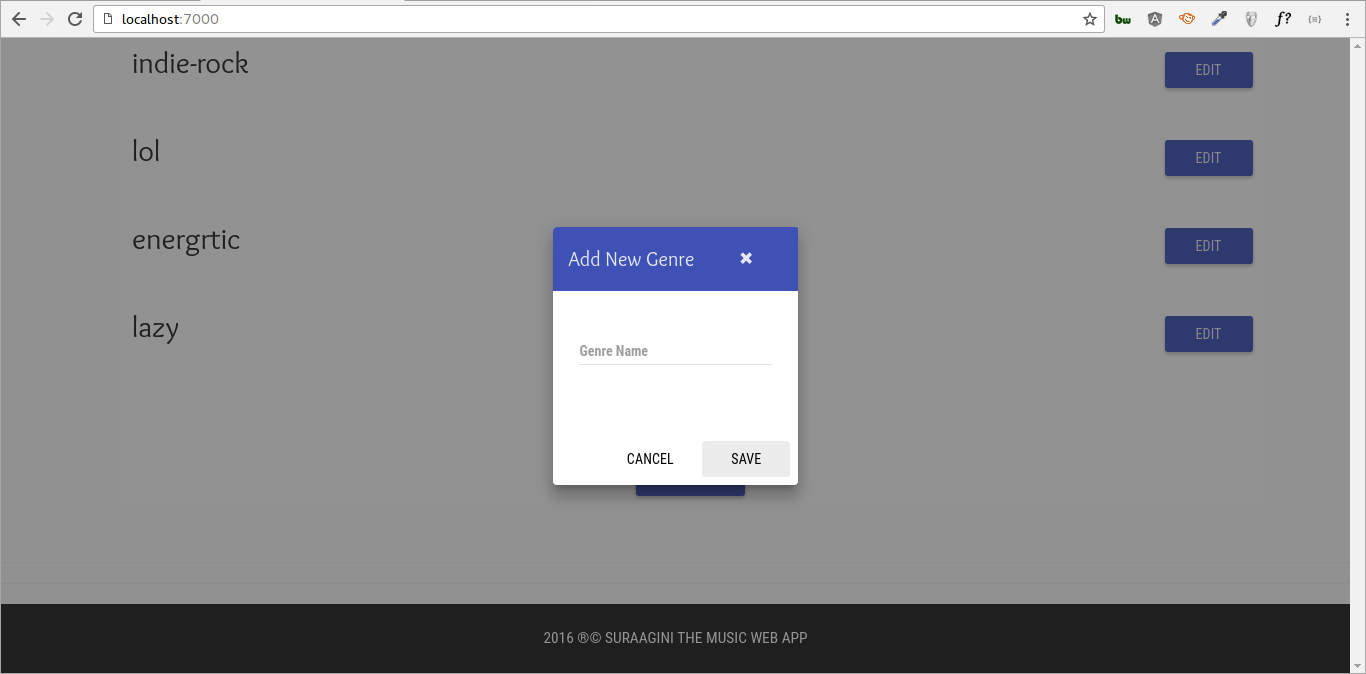 localhost:7000
bw
A
f?
{=}
indie-rock
EDIT
lol
EDIT
energrtic
EDIT
lazy
EDIT
Add New Genre ✖
Genre Name
CANCEL SAVE
2016 ®© SURAAGINI THE MUSIC WEB APP